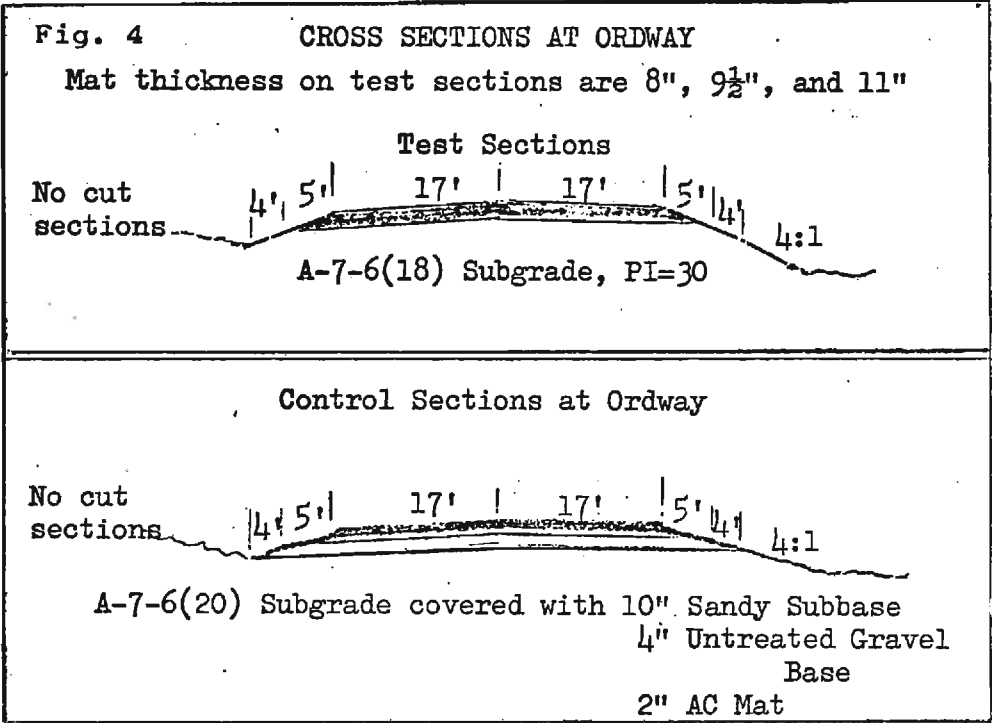 Fig. 4 CROSS SECTIONS AT ORDWAY
Mat thickness on test sections are 8", 9½", and 11"
Test Sections
No cut
sections
4' 5' 17' 17' 5' 4'
4:1
A-7-6(18) Subgrade, PI=30
Control Sections at Ordway
No cut
sections
4' 5' 17' 17' 5' 4'
4:1
A-7-6(20) Subgrade covered with 10" Sandy Subbase
4" Untreated Gravel
Base
2" AC Mat